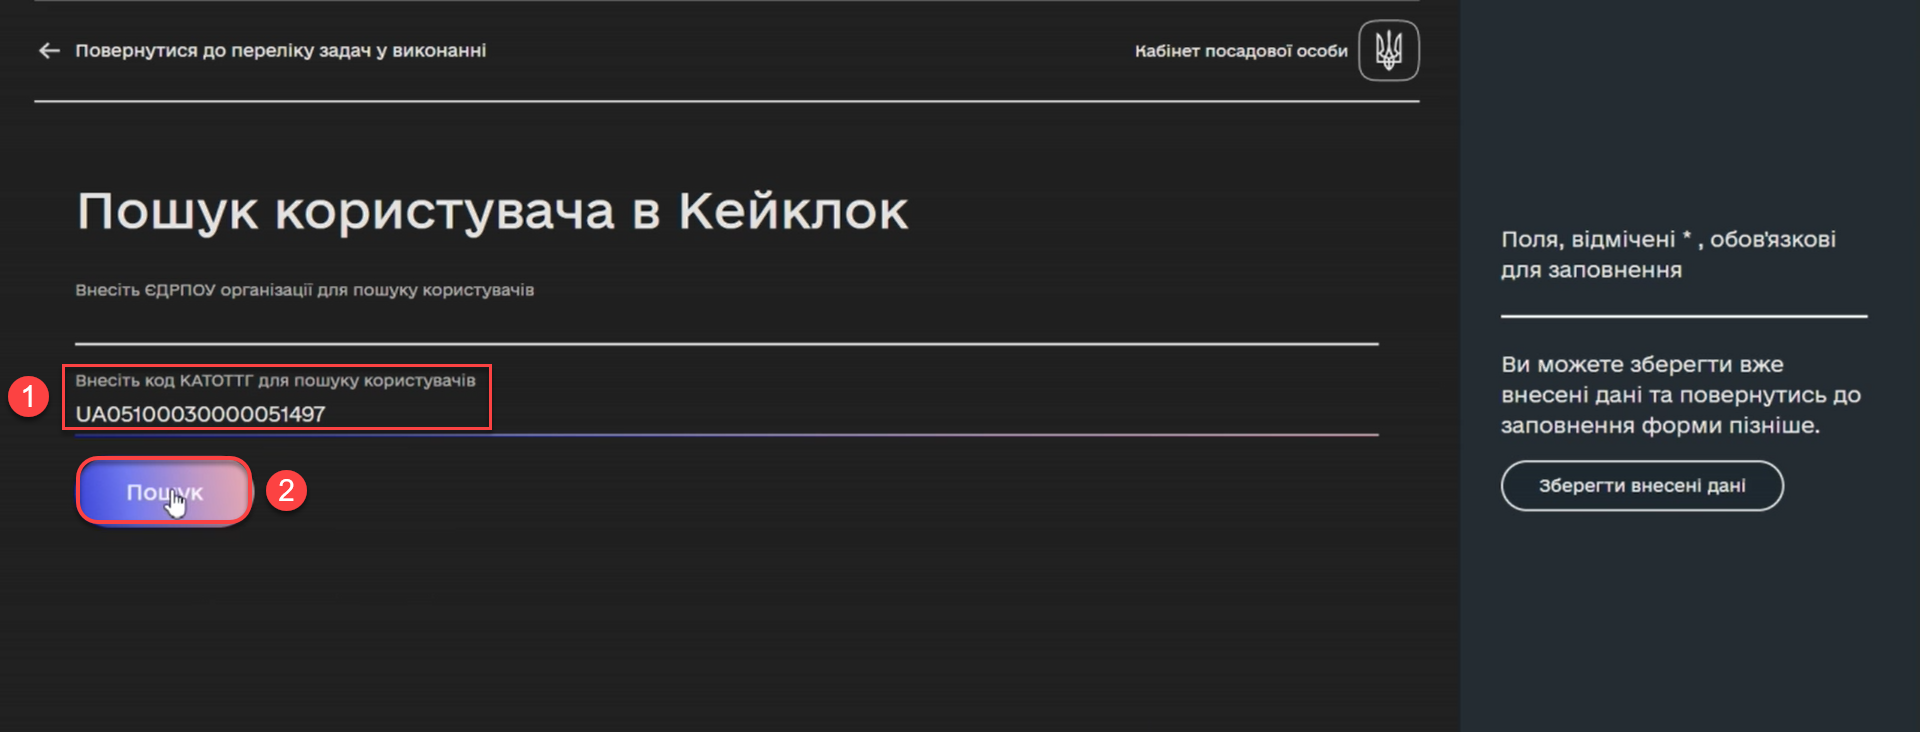 Повернутися до переліку задач у виконанні
Кабінет посадової особи
Пошук користувача в Кейклок
Внесіть ЄДРПОУ організації для пошуку користувачів
1
Внесіть код КАТОТТГ для пошуку користувачів
UA05100030000051497
Пошук
2
Поля, відмічені * , обов'язкові
для заповнення
Ви можете зберегти вже
внесені дані та повернутись до
заповнення форми пізніше.
Зберегти внесені дані